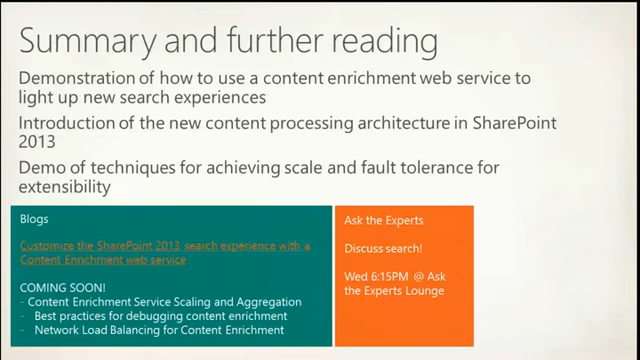 Summary and further reading
Demonstration of how to use a content enrichment web service to
light up new search experiences
Introduction of the new content processing architecture in SharePoint
2013
Demo of techniques for achieving scale and fault tolerance for
extensibility
Blogs
Customize the SharePoint 2013 search experience with a
Content Enrichment web service
COMING SOON!
- Content Enrichment Service Scaling and Aggregation
- Best practices for debugging content enrichment
- Network Load Balancing for Content Enrichment
Ask the Experts
Discuss search!
Wed 6:15PM @ Ask
the Experts Lounge